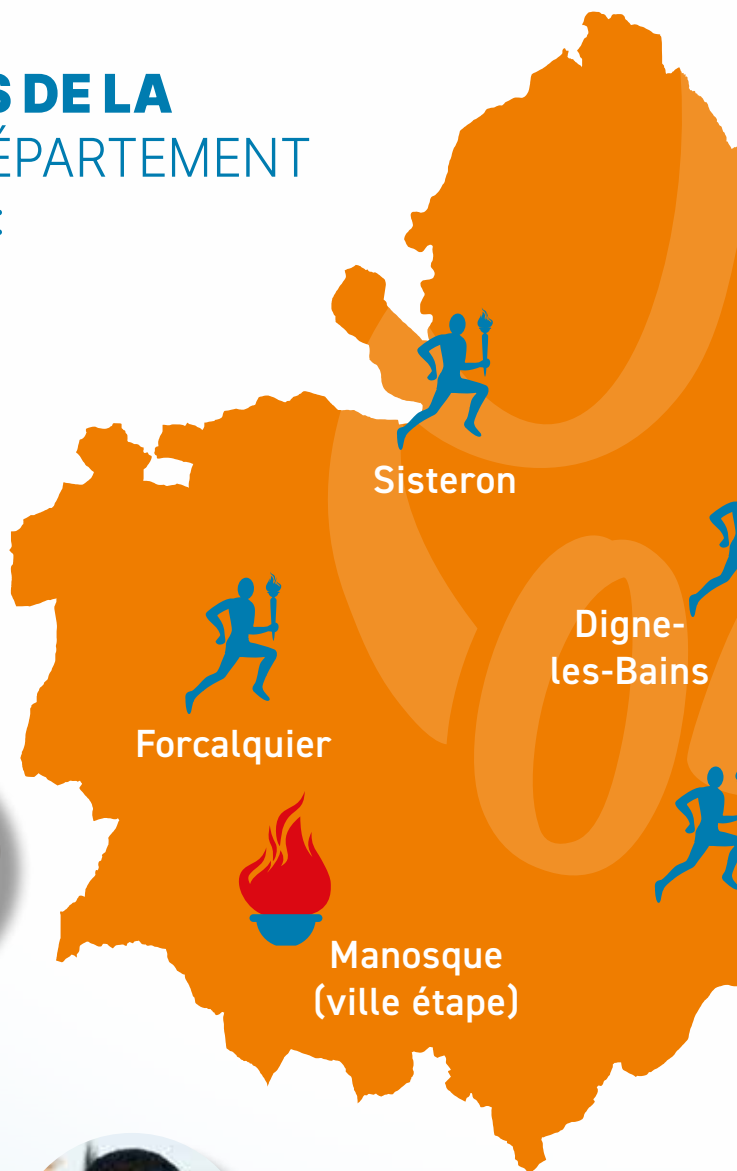 S DE LA
ÉPARTEMENT
:
Sisteron
Digne-
les-Bains
Forcalquier
Manosque
(ville étape)